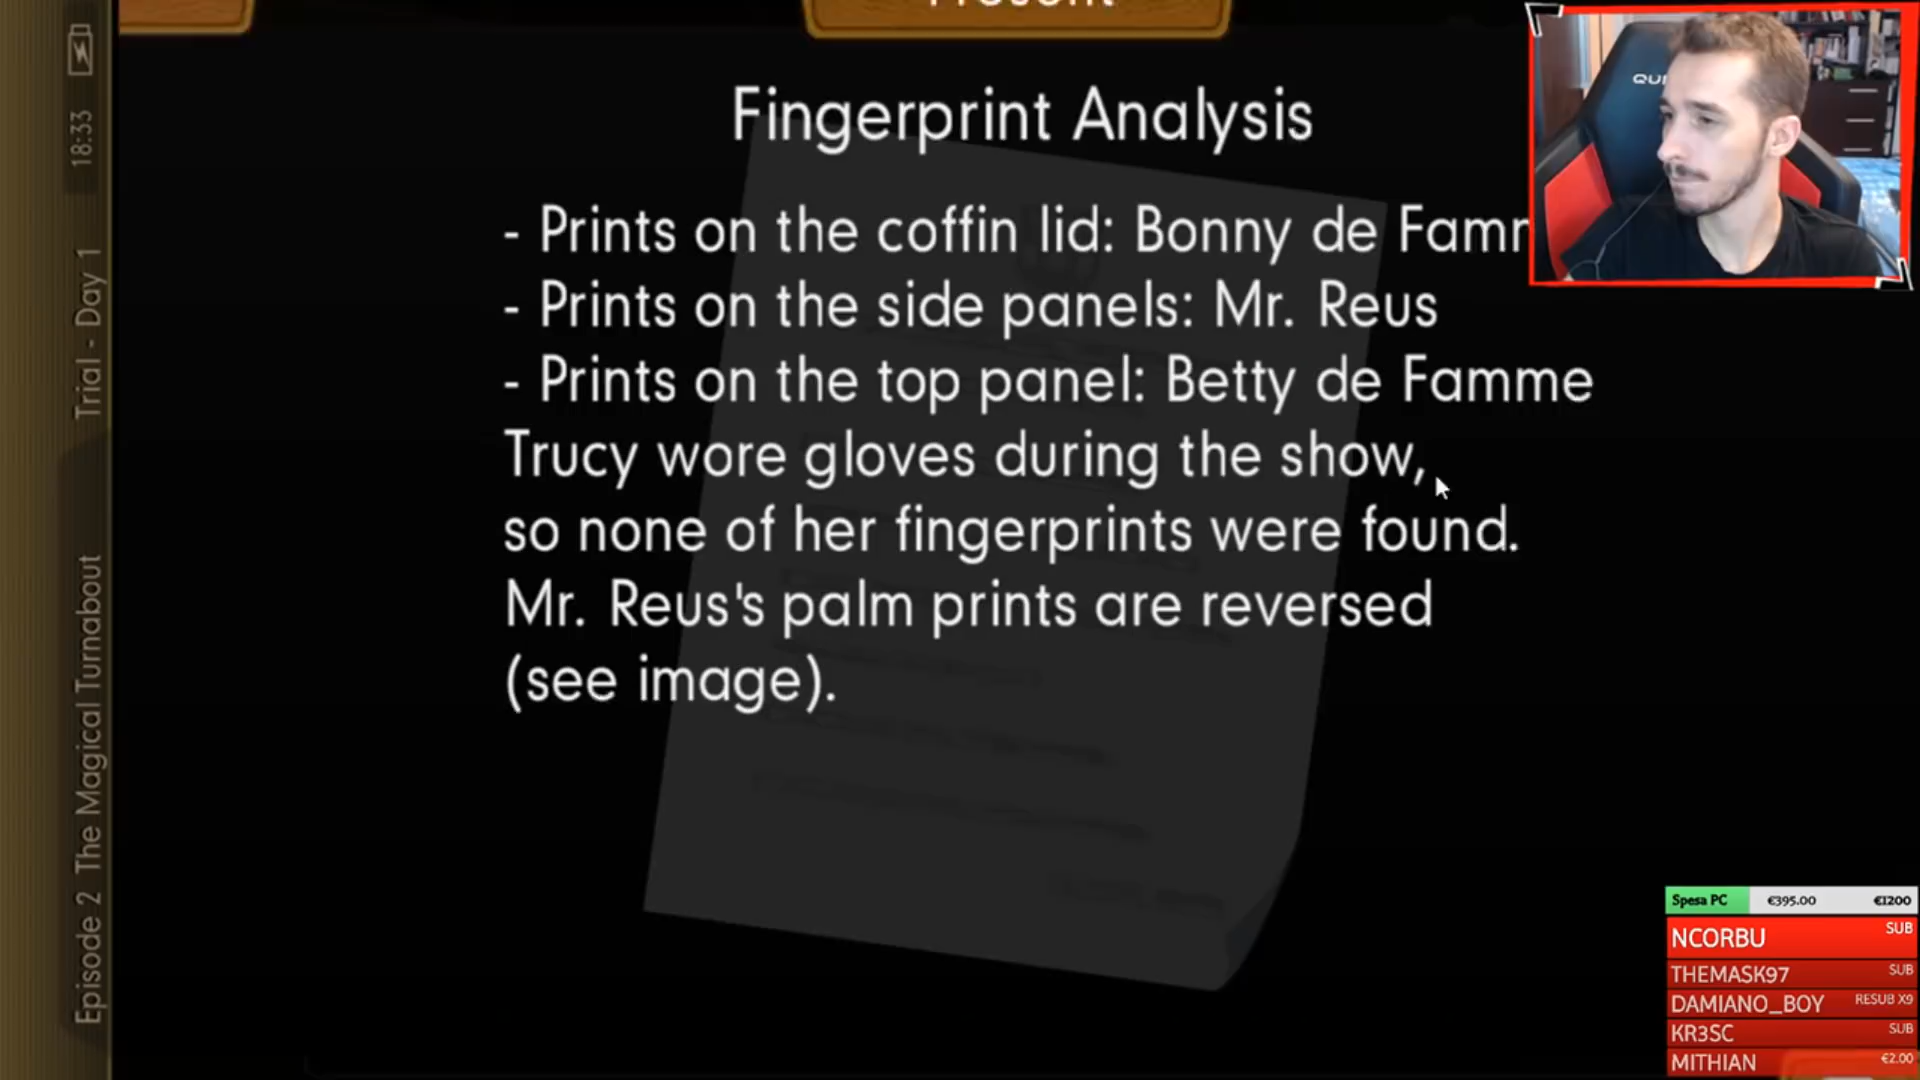 Present
Fingerprint Analysis
- Prints on the coffin lid: Bonny de
- Prints on the side panels: Mr. Reus
- Prints on the top panel: Betty de Famme
Trucy wore gloves during the show,
so none of her fingerprints were found.
Mr. Reus's palm prints are reversed
(see image).
18:33
Trial - Day 1
Episode 2 The Magical Turnabout
Spesa PC €395.00 €1200
NCORBU SUB
THEMASK97 SUB
DAMIANO_BOY RESUB X9
KR3SC SUB
MITHIAN €2.00